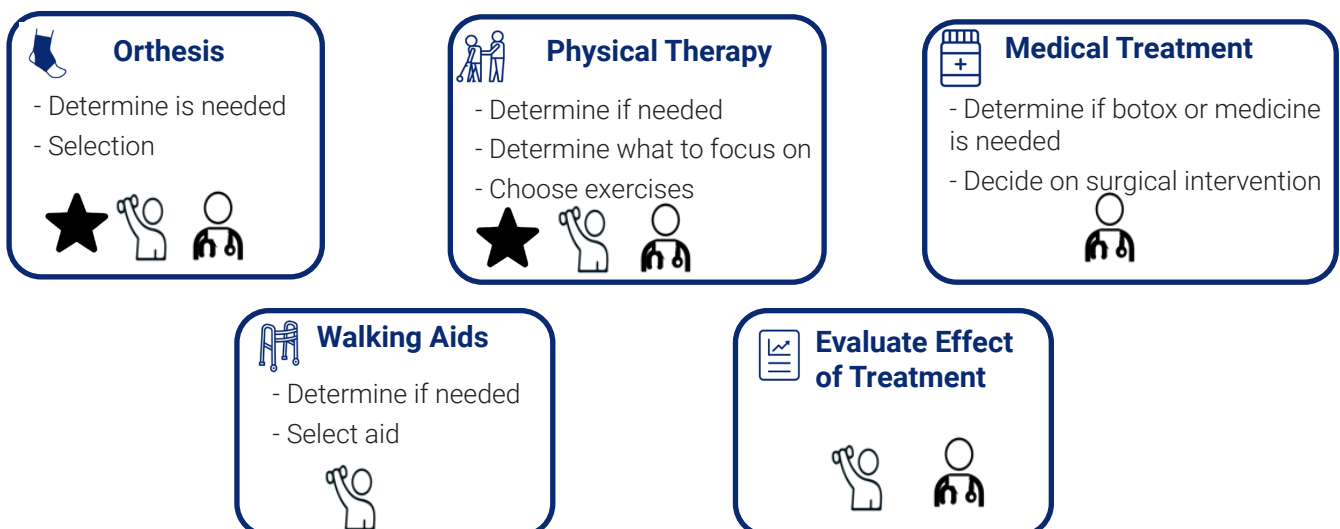 Orthesis
- Determine is needed
- Selection
Physical Therapy
- Determine if needed
- Determine what to focus on
- Choose exercises
Medical Treatment
- Determine if botox or medicine
is needed
- Decide on surgical intervention
Walking Aids
- Determine if needed
- Select aid
Evaluate Effect
of Treatment